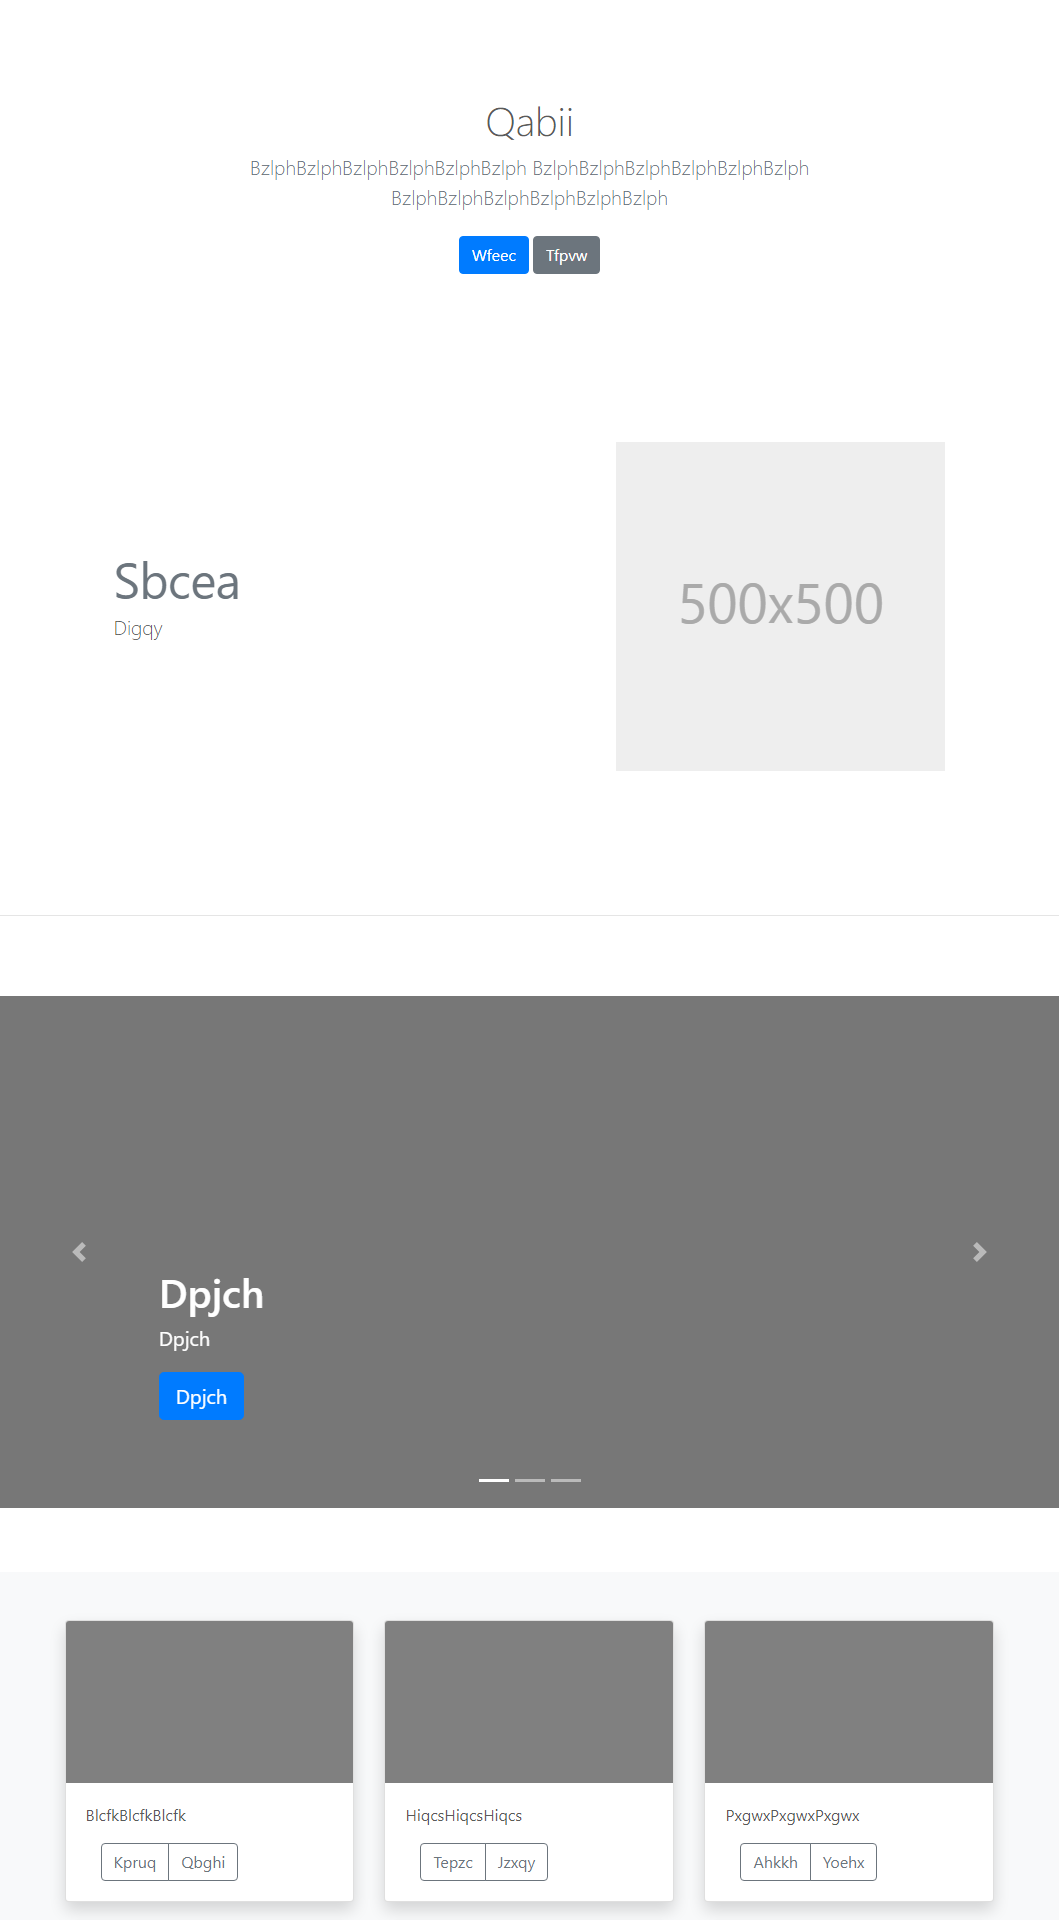 Qabii
BzlphBzlphBzlphBzlphBzlphBzlph BzlphBzlphBzlphBzlphBzlphBzlph
BzlphBzlphBzlphBzlphBzlphBzlph
Wfeec Tfpvw
Sbcea
Digqy
500x500
Dpjch
Dpjch
Dpjch
BlcfkBlcfkBlcfk
Kpruq Qbghi
HiqcsHiqcsHiqcs
Tepzc Jzxqy
PxgwxPxgwxPxgwx
Ahkkh Yoehx